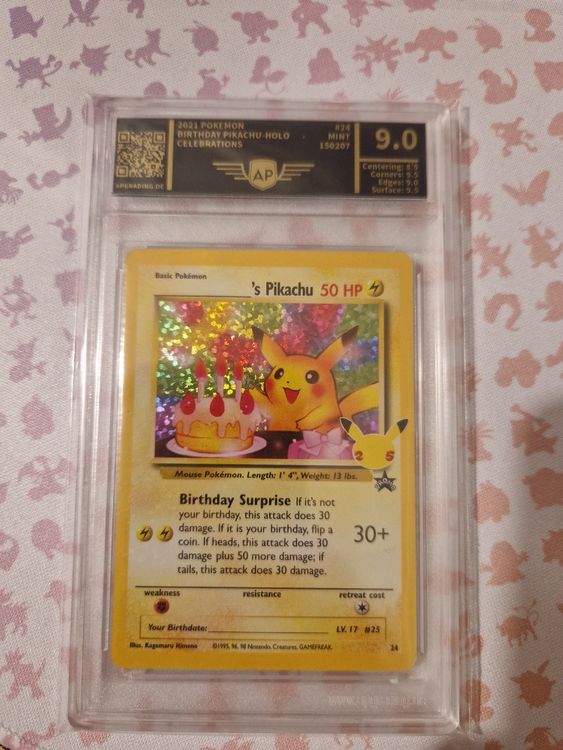 2021 POKEMON
BIRTHDAY PIKACHU-HOLO
CELEBRATIONS
#24
MINT
150207
9.0
Centering: 8.5
Corners: 9.5
Edges: 9.0
Surface: 9.5
AP
APGRADING.DE
Basic Pokémon
's Pikachu 50 HP
25
PROMO
Mouse Pokémon. Length: 1' 4", Weight: 13 lbs.
Birthday Surprise If it's not
your birthday, this attack does 30
damage. If it is your birthday, flip a
coin. If heads, this attack does 30
damage plus 50 more damage; if
tails, this attack does 30 damage.
30+
weakness resistance retreat cost
Your Birthdate:
LV. 17 #25
Illus. Kagemaru Himeno ©1995, 96, 98 Nintendo, Creatures, GAMEFREAK. 24